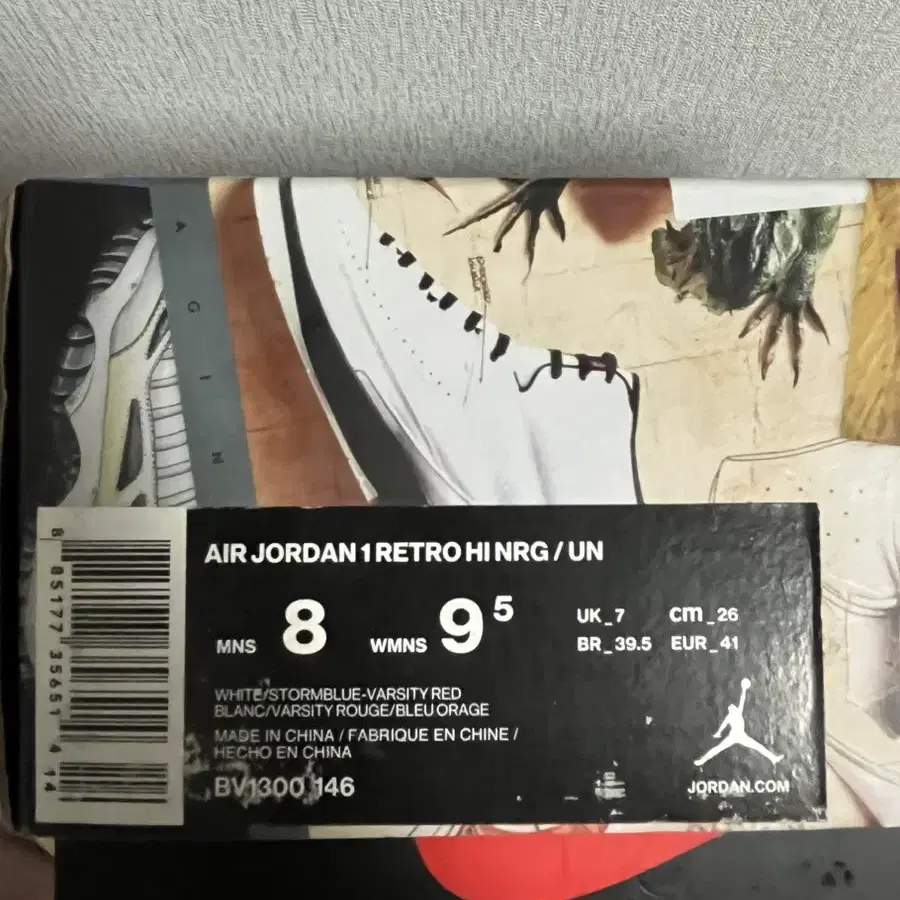 A
G
I
N
AIR JORDAN 1 RETRO HI NRG / UN
MNS 8 WMNS 9⁵ UK_7 cm_26
BR_39.5 EUR_41
WHITE/STORMBLUE-VARSITY RED
BLANC/VARSITY ROUGE/BLEU ORAGE
MADE IN CHINA / FABRIQUE EN CHINE /
HECHO EN CHINA
BV1300 146
JORDAN.COM
8 85177 35651 4 14